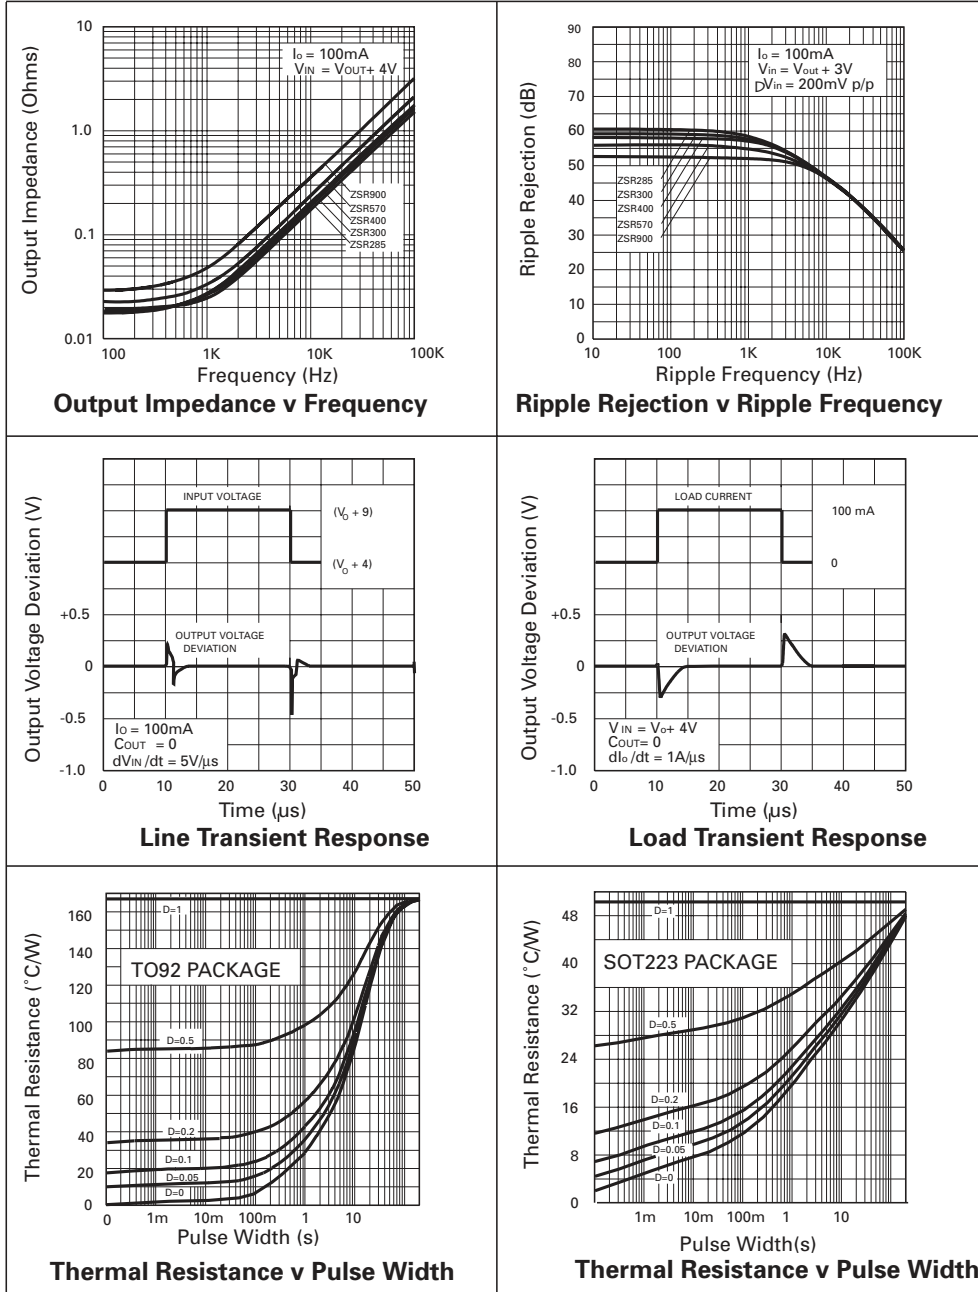 10
1.0
0.1
0.01
Output Impedance (Ohms)
Io = 100mA
VIN = VOUT+ 4V
ZSR900
ZSR570
ZSR400
ZSR300
ZSR285
100 1K 10K 100K
Frequency (Hz)
Output Impedance v Frequency
90
80
70
60
50
40
30
20
10
0
Ripple Rejection (dB)
Io = 100mA
Vin = Vout + 3V
DVin = 200mV p/p
ZSR285
ZSR300
ZSR400
ZSR570
ZSR900
10 100 1K 10K 100K
Ripple Frequency (Hz)
Ripple Rejection v Ripple Frequency
Output Voltage Deviation (V)
INPUT VOLTAGE
(VO + 9)
(VO + 4)
+0.5
0
-0.5
-1.0
OUTPUT VOLTAGE
DEVIATION
IO = 100mA
COUT = 0
dVIN/dt = 5V/µs
0 10 20 30 40 50
Time (µs)
Line Transient Response
Output Voltage Deviation (V)
LOAD CURRENT
100 mA
0
+0.5
0
-0.5
-1.0
OUTPUT VOLTAGE
DEVIATION
VIN = Vo+ 4V
COUT= 0
dIo/dt = 1A/µs
0 10 20 30 40 50
Time (µs)
Load Transient Response
Thermal Resistance (˚C/W)
160
140
120
100
80
60
40
20
0
D=1
TO92 PACKAGE
D=0.5
D=0.2
D=0.1
D=0.05
D=0
0 1m 10m 100m 1 10
Pulse Width (s)
Thermal Resistance v Pulse Width
Thermal Resistance (˚C/W)
48
40
32
24
16
8
0
D=1
SOT223 PACKAGE
D=0.5
D=0.2
D=0.1
D=0.05
D=0
1m 10m 100m 1 10
Pulse Width(s)
Thermal Resistance v Pulse Width